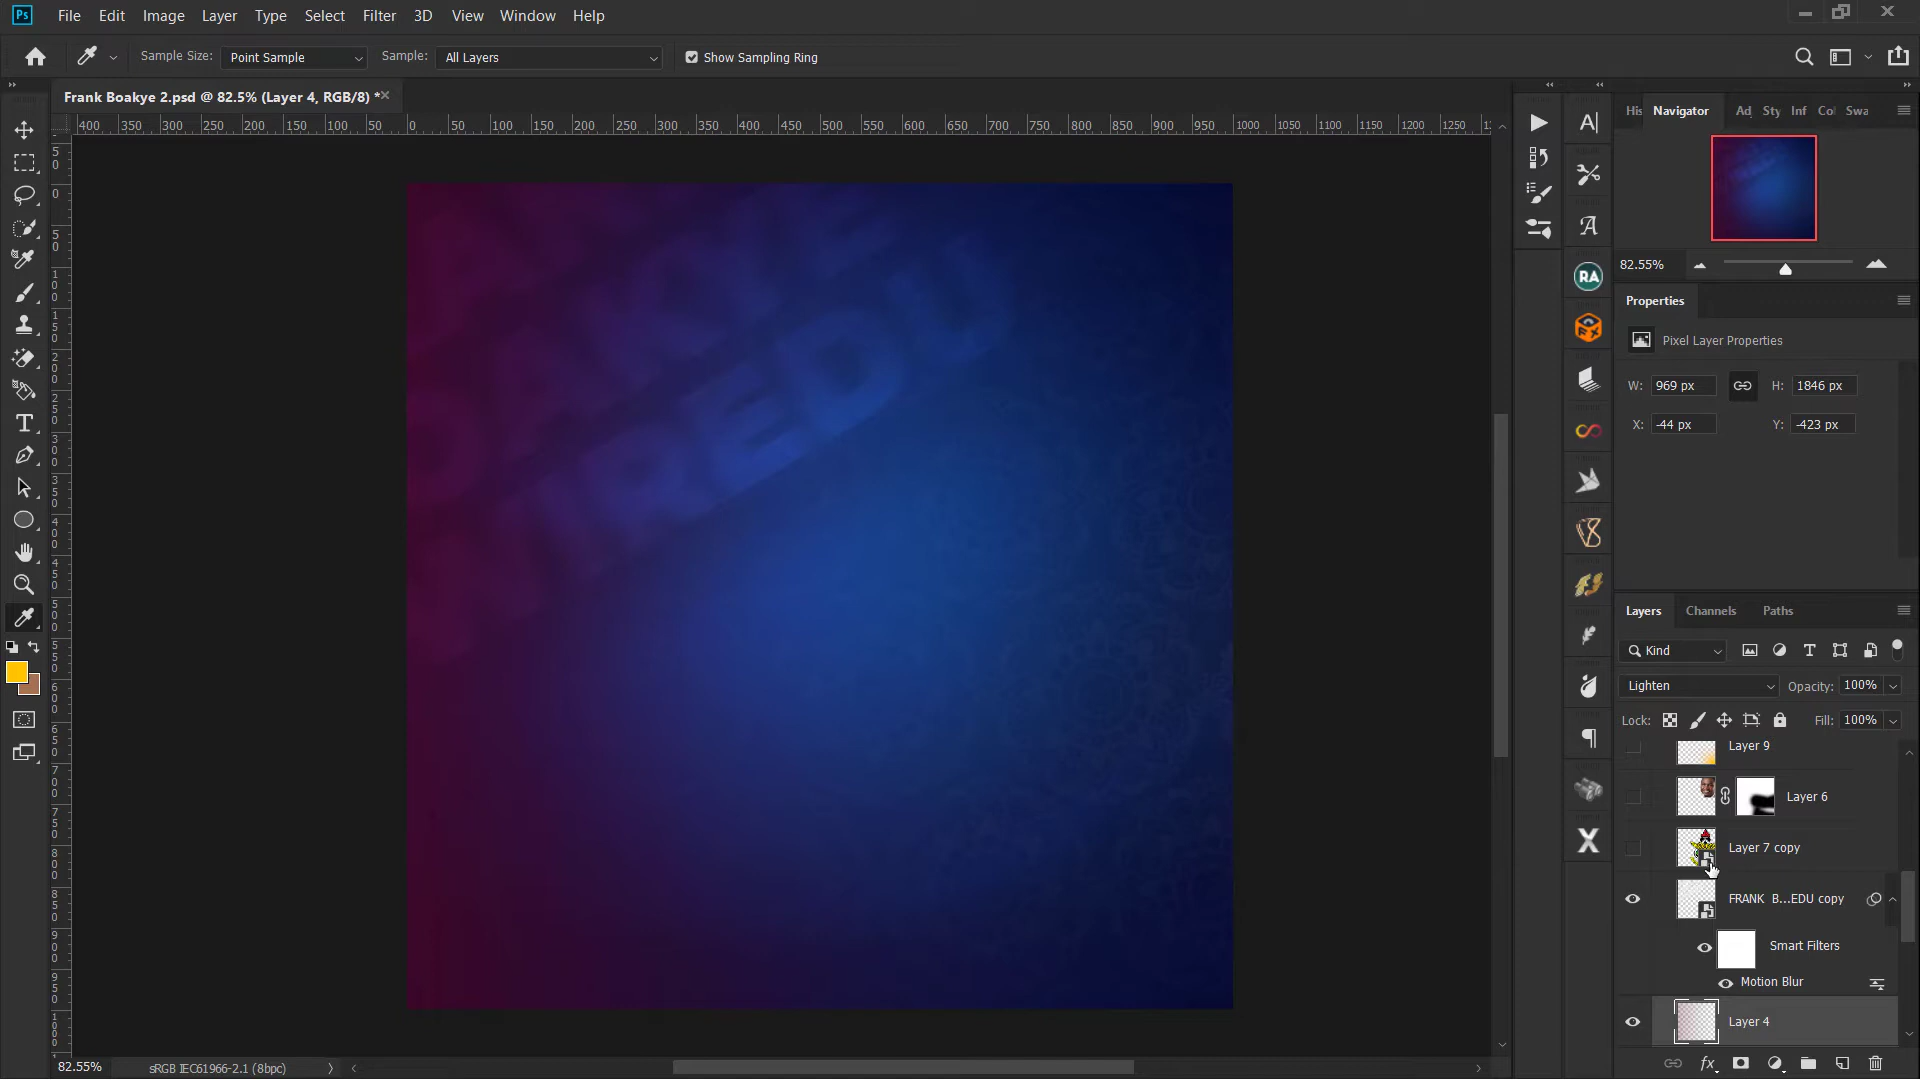 Ps File Edit Image Layer Type Select Filter 3D View Window Help
Sample Size: Point Sample Sample: All Layers Show Sampling Ring
Frank Boakye 2.psd @ 82.5% (Layer 4, RGB/8) *
400 350 300 250 200 150 100 50 0 50 100 150 200 250 300 350 400 450 500 550 600 650 700 750 800 850 900 950 1000 1050 1100 1150 1200 1250
His Navigator Ad Sty Inf Co Swa
82.55%
Properties
Pixel Layer Properties
W: 969 px H: 1846 px
X: -44 px Y: -423 px
Layers Channels Paths
Kind
Lighten Opacity: 100%
Lock: Fill: 100%
Layer 9
Layer 6
Layer 7 copy
FRANK B...EDU copy
Smart Filters
Motion Blur
Layer 4
fx
RA
82.55% sRGB IEC61966-2.1 (8bpc)